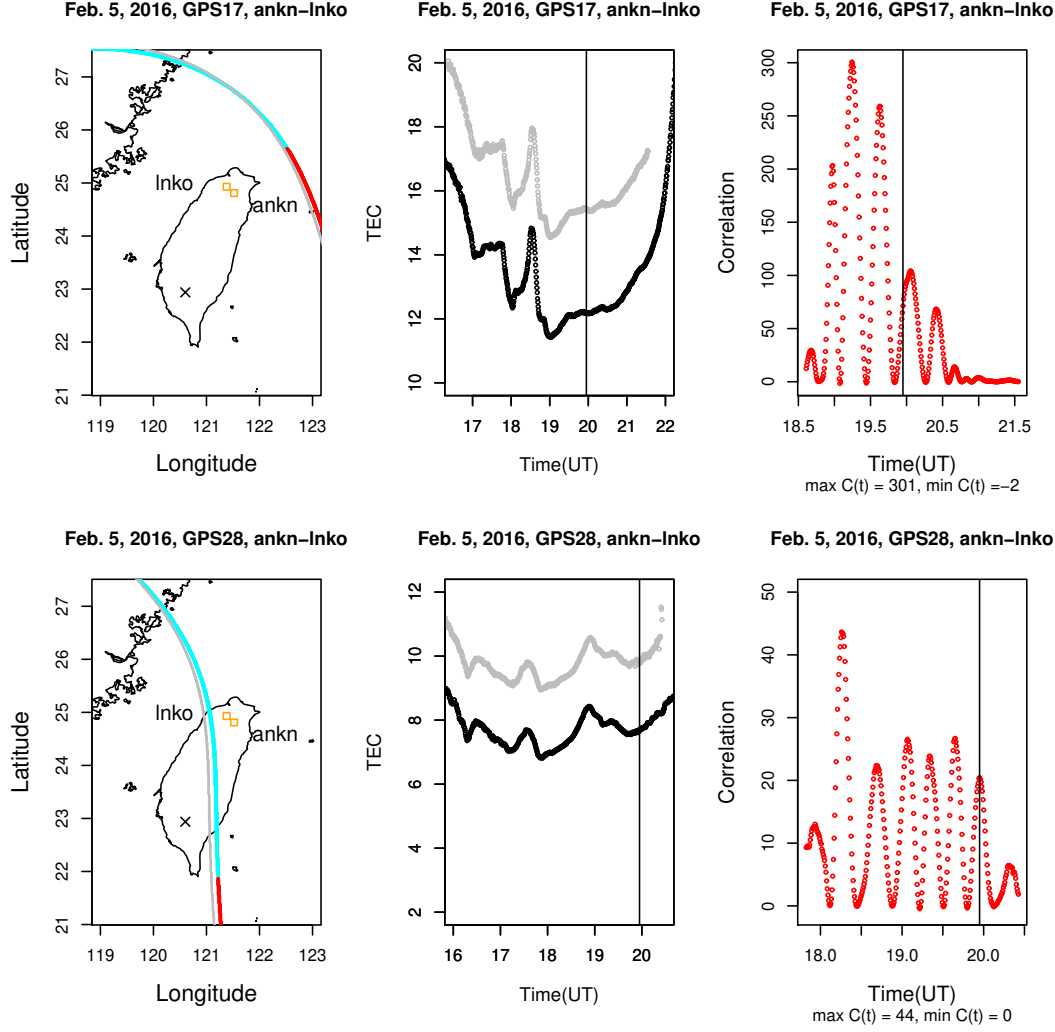 Feb. 5, 2016, GPS17, ankn−lnko
Feb. 5, 2016, GPS17, ankn−lnko
Feb. 5, 2016, GPS17, ankn−lnko
Latitude
27
26
25
24
23
22
21
lnko
ankn
119 120 121 122 123
Longitude
TEC
20
18
16
14
12
10
17 18 19 20 21 22
Time(UT)
Correlation
300
250
200
150
100
50
0
18.5 19.5 20.5 21.5
Time(UT)
max C(t) = 301, min C(t) =−2
Feb. 5, 2016, GPS28, ankn−lnko
Feb. 5, 2016, GPS28, ankn−lnko
Feb. 5, 2016, GPS28, ankn−lnko
Latitude
27
26
25
24
23
22
21
lnko
ankn
119 120 121 122 123
Longitude
TEC
12
10
8
6
4
2
16 17 18 19 20
Time(UT)
Correlation
50
40
30
20
10
0
18.0 19.0 20.0
Time(UT)
max C(t) = 44, min C(t) = 0